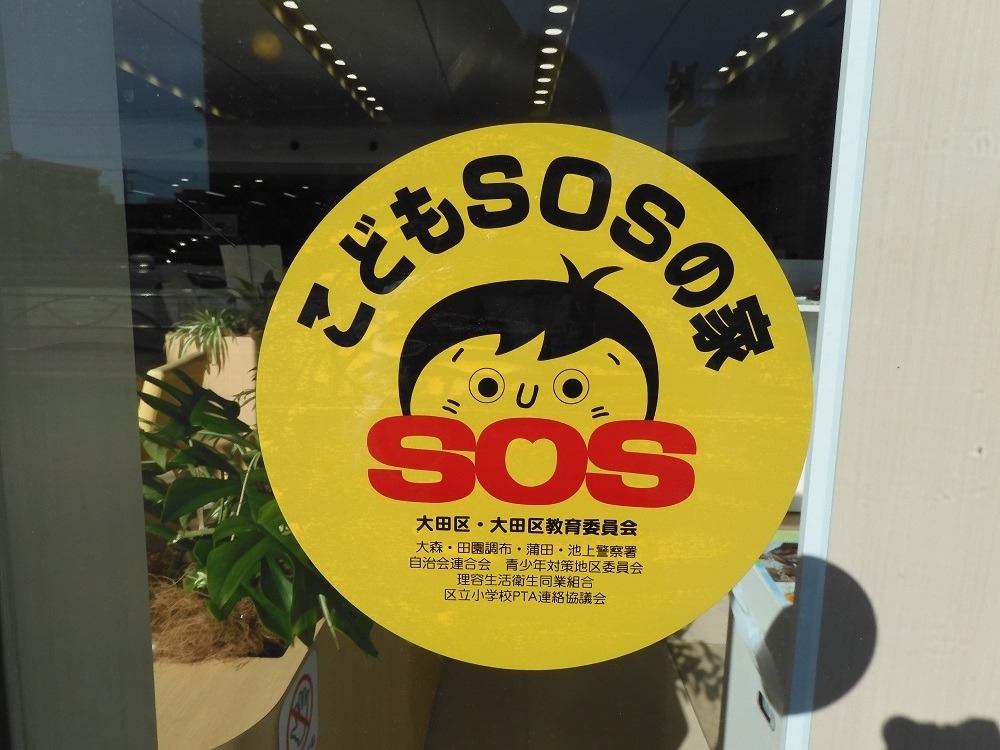 こどもSOSの家
SOS
大田区・大田区教育委員会
大森・田園調布・蒲田・池上警察署
自治会連合会　青少年対策地区委員会
理容生活衛生同業組合
区立小学校PTA連絡協議会